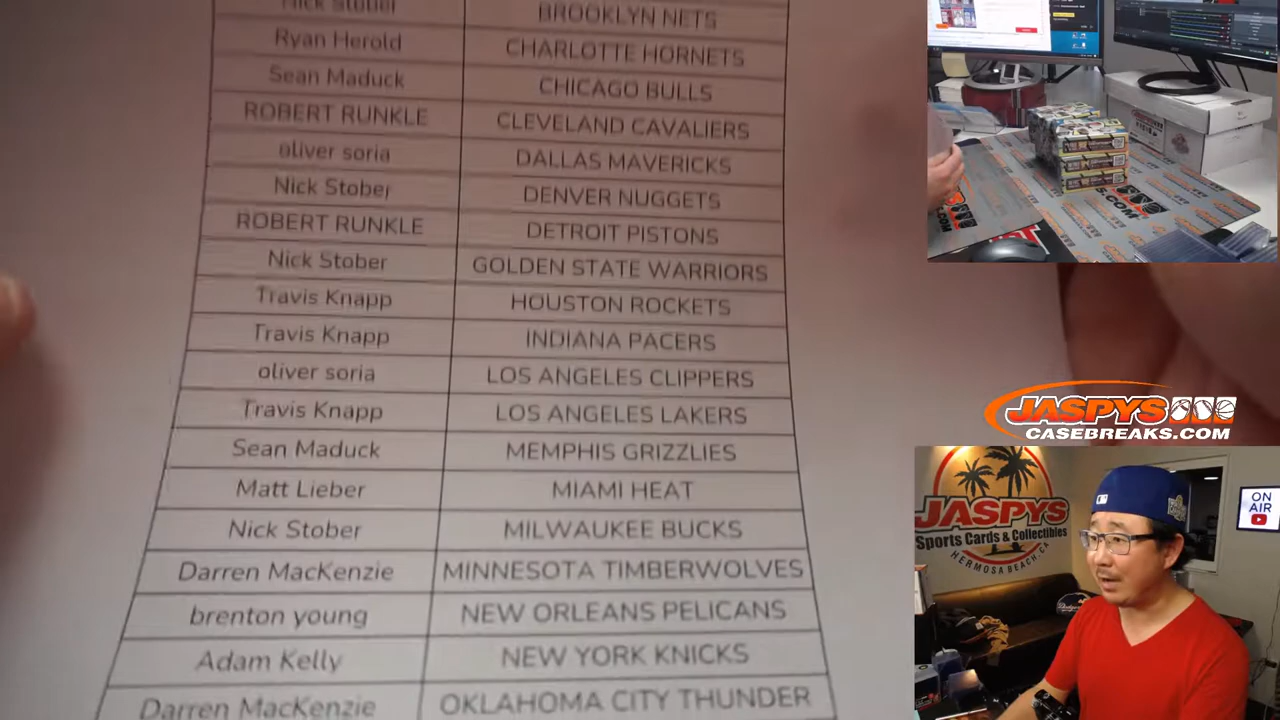 Nick Stober BROOKLYN NETS
Ryan Herold CHARLOTTE HORNETS
Sean Maduck CHICAGO BULLS
ROBERT RUNKLE CLEVELAND CAVALIERS
oliver soria DALLAS MAVERICKS
Nick Stober DENVER NUGGETS
ROBERT RUNKLE DETROIT PISTONS
Nick Stober GOLDEN STATE WARRIORS
Travis Knapp HOUSTON ROCKETS
Travis Knapp INDIANA PACERS
oliver soria LOS ANGELES CLIPPERS
Travis Knapp LOS ANGELES LAKERS
Sean Maduck MEMPHIS GRIZZLIES
Matt Lieber MIAMI HEAT
Nick Stober MILWAUKEE BUCKS
Darren MacKenzie MINNESOTA TIMBERWOLVES
brenton young NEW ORLEANS PELICANS
Adam Kelly NEW YORK KNICKS
Darren MacKenzie OKLAHOMA CITY THUNDER
JASPYS
CASEBREAKS.COM
JASPYS
Sports Cards & Collectibles
HERMOSA BEACH, CA
ON
AIR